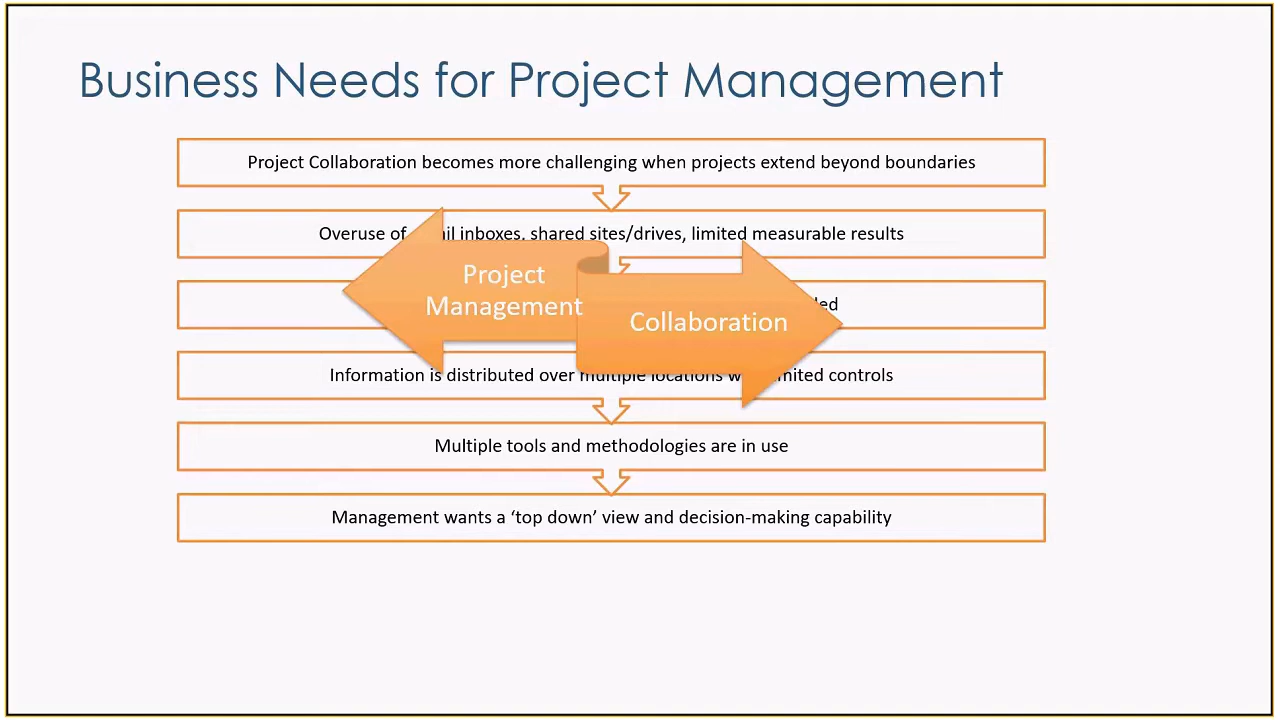 Business Needs for Project Management
Project Collaboration becomes more challenging when projects extend beyond boundaries
Overuse of inboxes, shared sites/drives, limited measurable results
Project
Management
Collaboration
Information is distributed over multiple locations controls
Multiple tools and methodologies are in use
Management wants a ‘top down’ view and decision-making capability